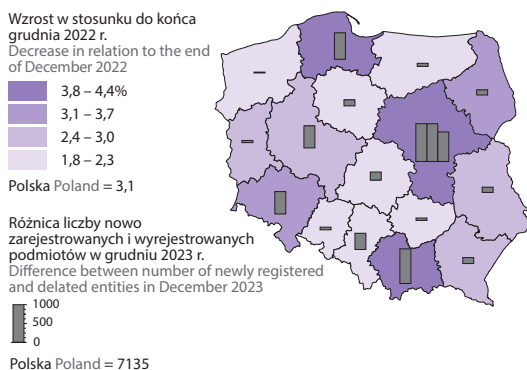 Wzrost w stosunku do końca
grudnia 2022 r.
Decrease in relation to the end
of December 2022
3,8 – 4,4%
3,1 – 3,7
2,4 – 3,0
1,8 – 2,3
Polska Poland = 3,1
Różnica liczby nowo
zarejestrowanych i wyrejestrowanych
podmiotów w grudniu 2023 r.
Difference between number of newly registered
and delated entities in December 2023
1000
500
0
Polska Poland = 7135